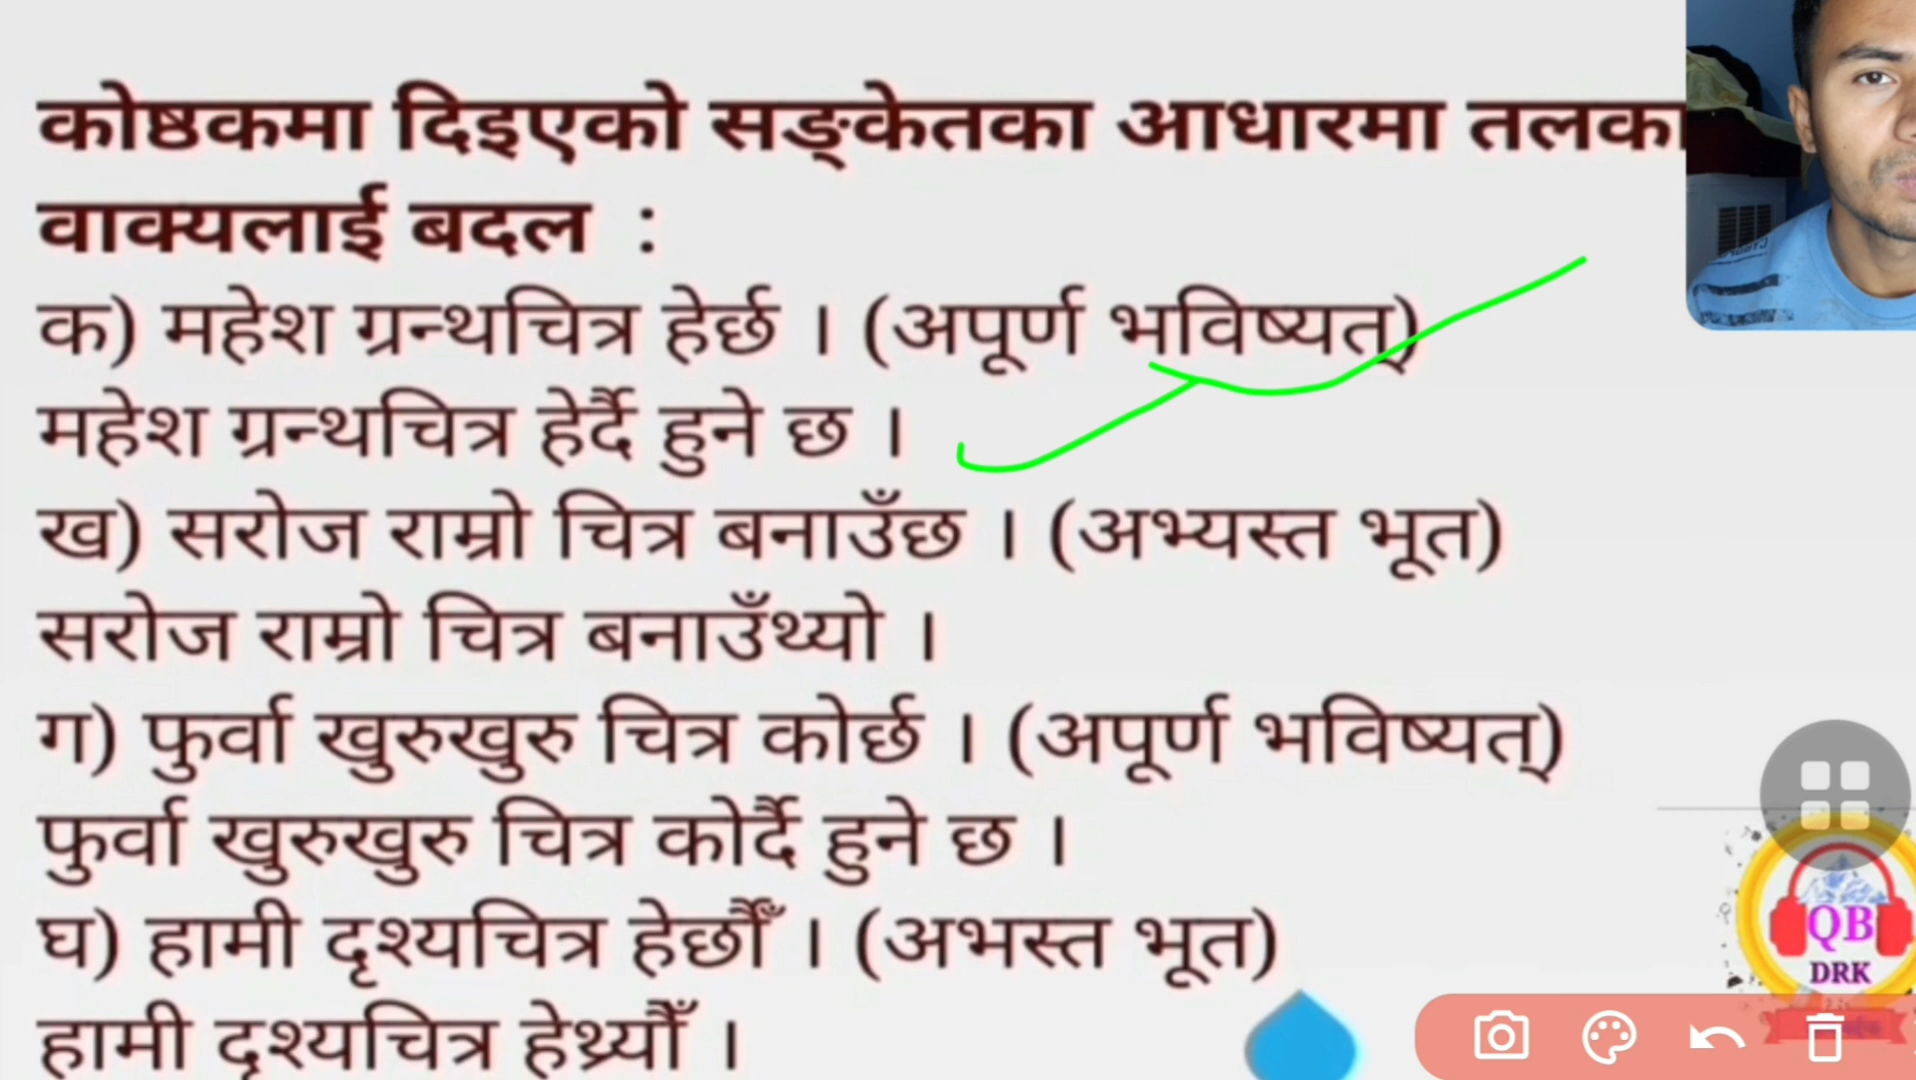 कोष्ठकमा दिइएको सङ्केतका आधारमा तलका
वाक्यलाई बदल :
क) महेश ग्रन्थचित्र हेर्छ । (अपूर्ण भविष्यत्)
महेश ग्रन्थचित्र हेर्दै हुने छ ।
ख) सरोज राम्रो चित्र बनाउँछ । (अभ्यस्त भूत)
सरोज राम्रो चित्र बनाउँथ्यो ।
ग) फुर्वा खुरुखुरु चित्र कोर्छ । (अपूर्ण भविष्यत्)
फुर्वा खुरुखुरु चित्र कोर्दै हुने छ ।
घ) हामी दृश्यचित्र हेर्छौँ । (अभस्त भूत)
हामी दृश्यचित्र हेर्थ्यौँ ।
QB
DRK